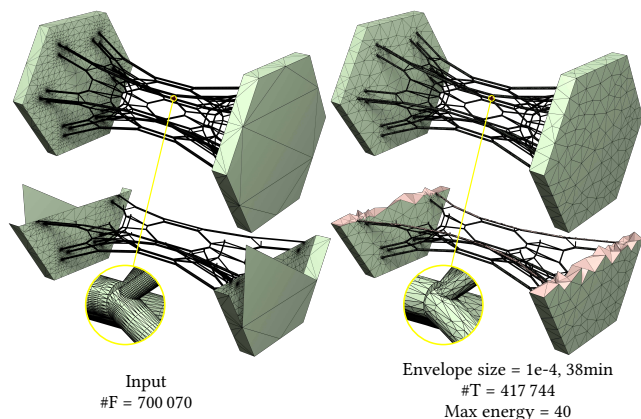 Input
#F = 700 070
Envelope size = 1e-4, 38min
#T = 417 744
Max energy = 40